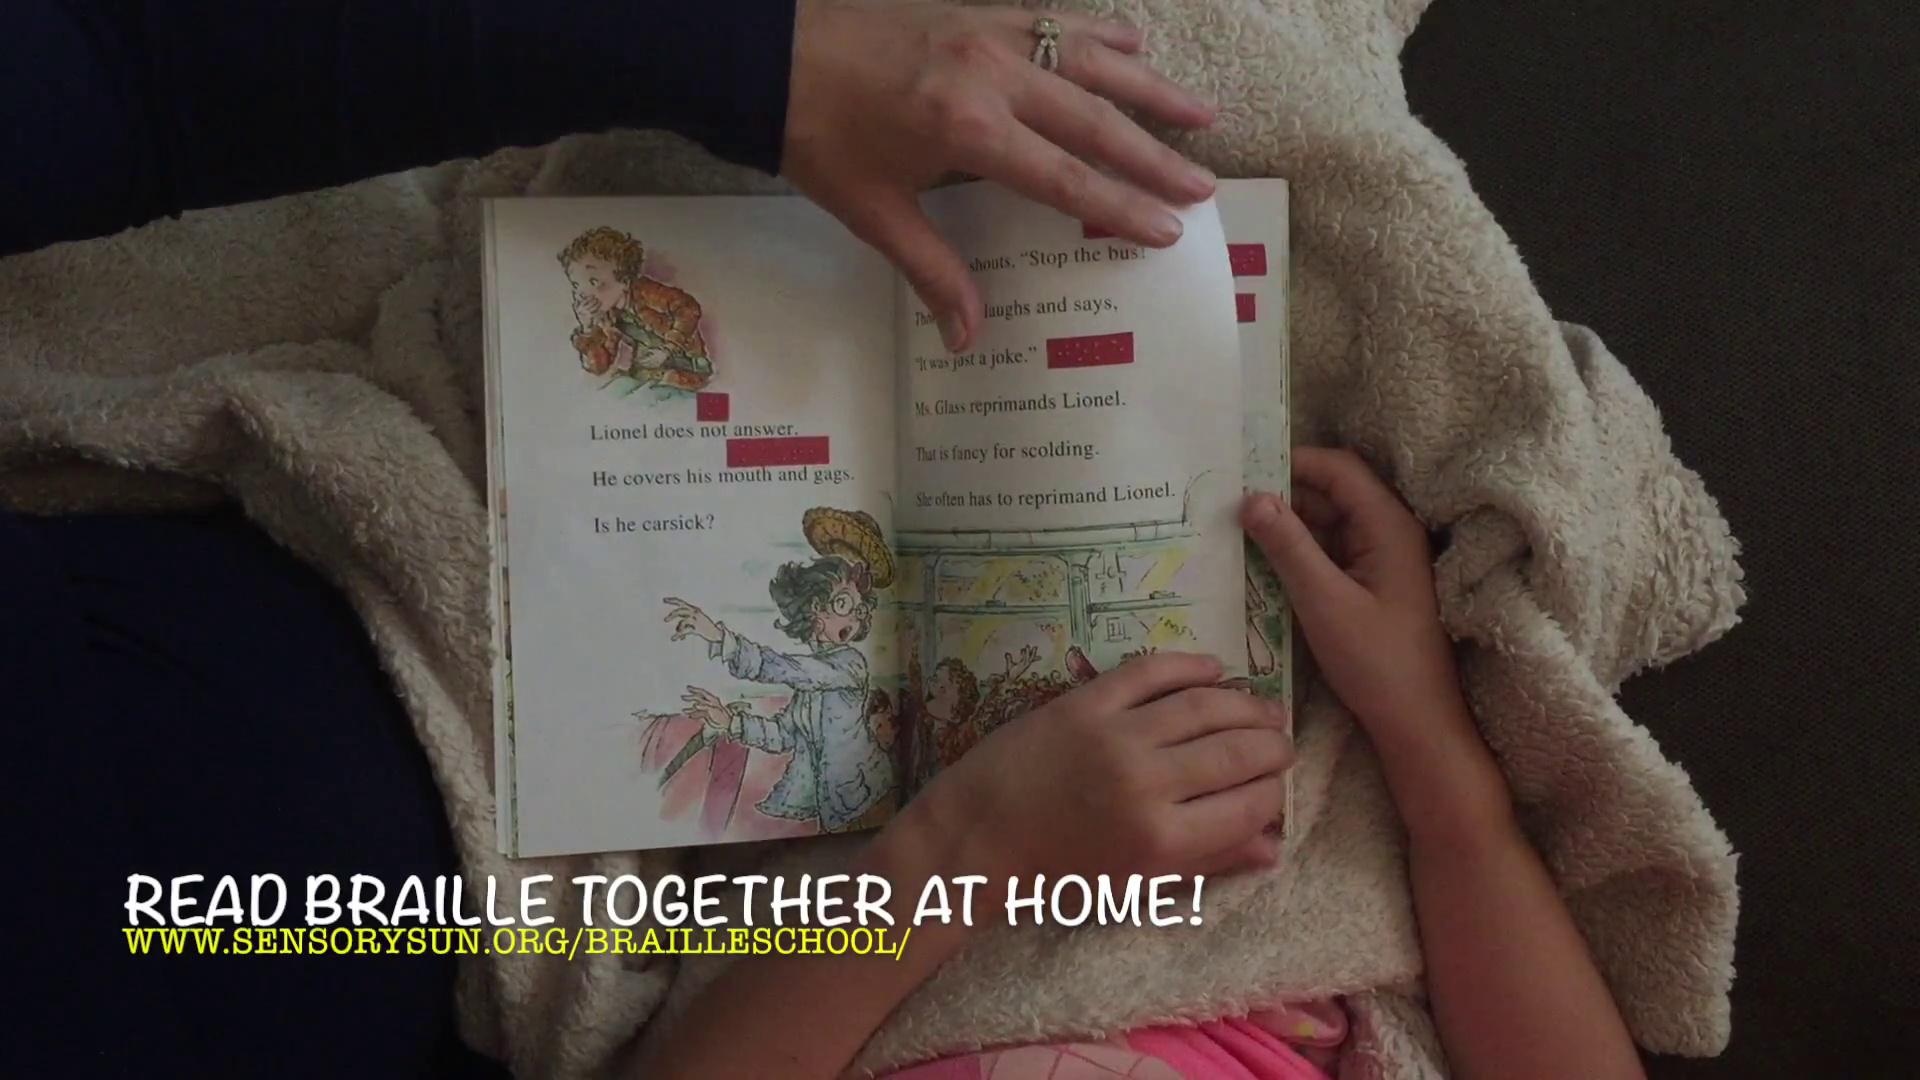 Lionel does not answer.
He covers his mouth and gags.
Is he carsick?
shouts, "Stop the bus!
laughs and says,
"It was just a joke."
Ms. Glass reprimands Lionel.
That is fancy for scolding.
She often has to reprimand Lionel.
READ BRAILLE TOGETHER AT HOME!
WWW.SENSORYSUN.ORG/BRAILLESCHOOL/